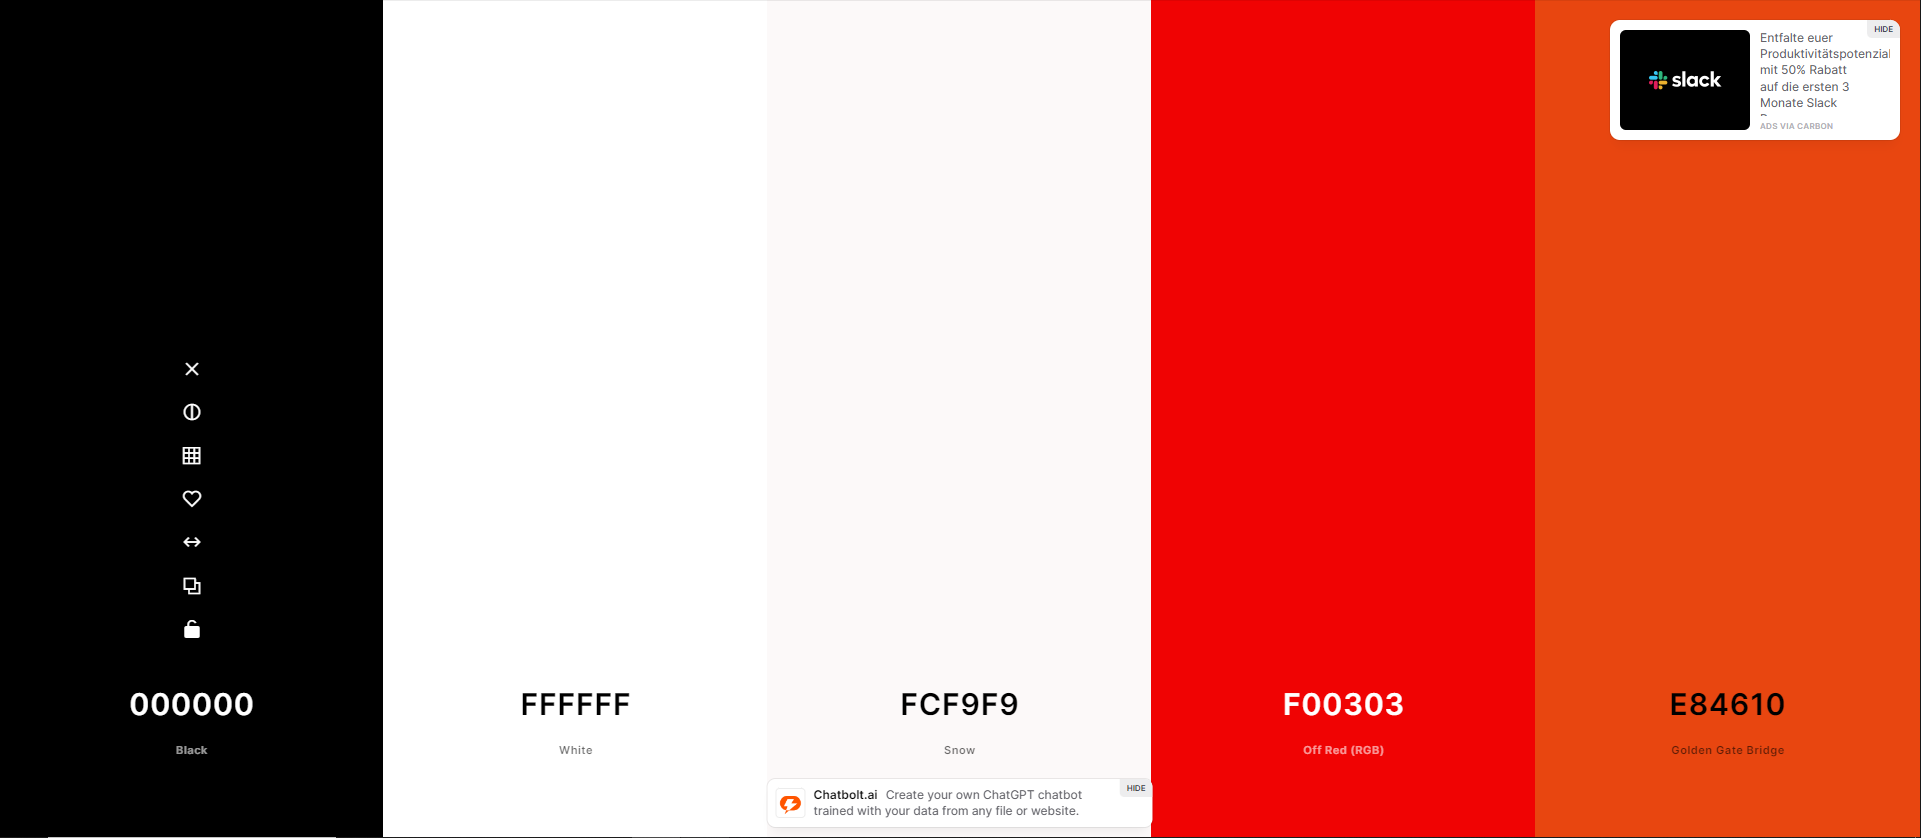 HIDE
slack
Entfalte euer
Produktivitätspotenzial
mit 50% Rabatt
auf die ersten 3
Monate Slack
ADS VIA CARBON
000000
Black
FFFFFF
White
FCF9F9
Snow
F00303
Off Red (RGB)
E84610
Golden Gate Bridge
HIDE
Chatbolt.ai Create your own ChatGPT chatbot
trained with your data from any file or website.